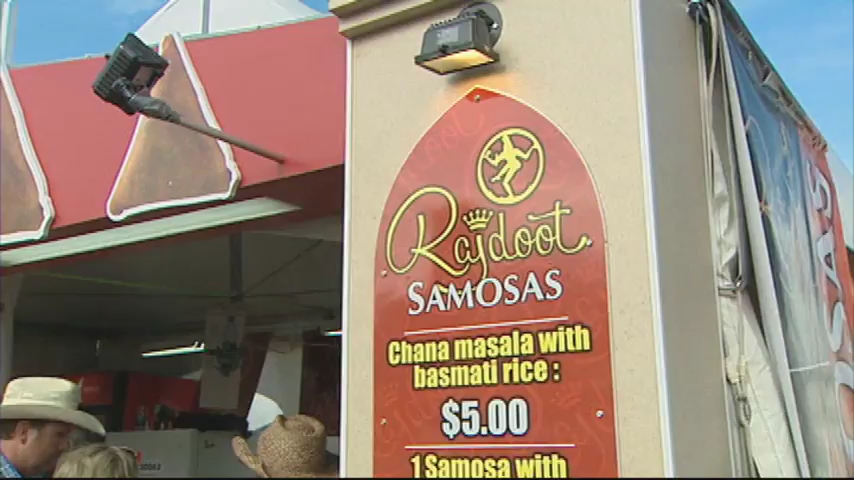 Rajdoot
SAMOSAS
Chana masala with
basmati rice :
$5.00
1 Samosa with